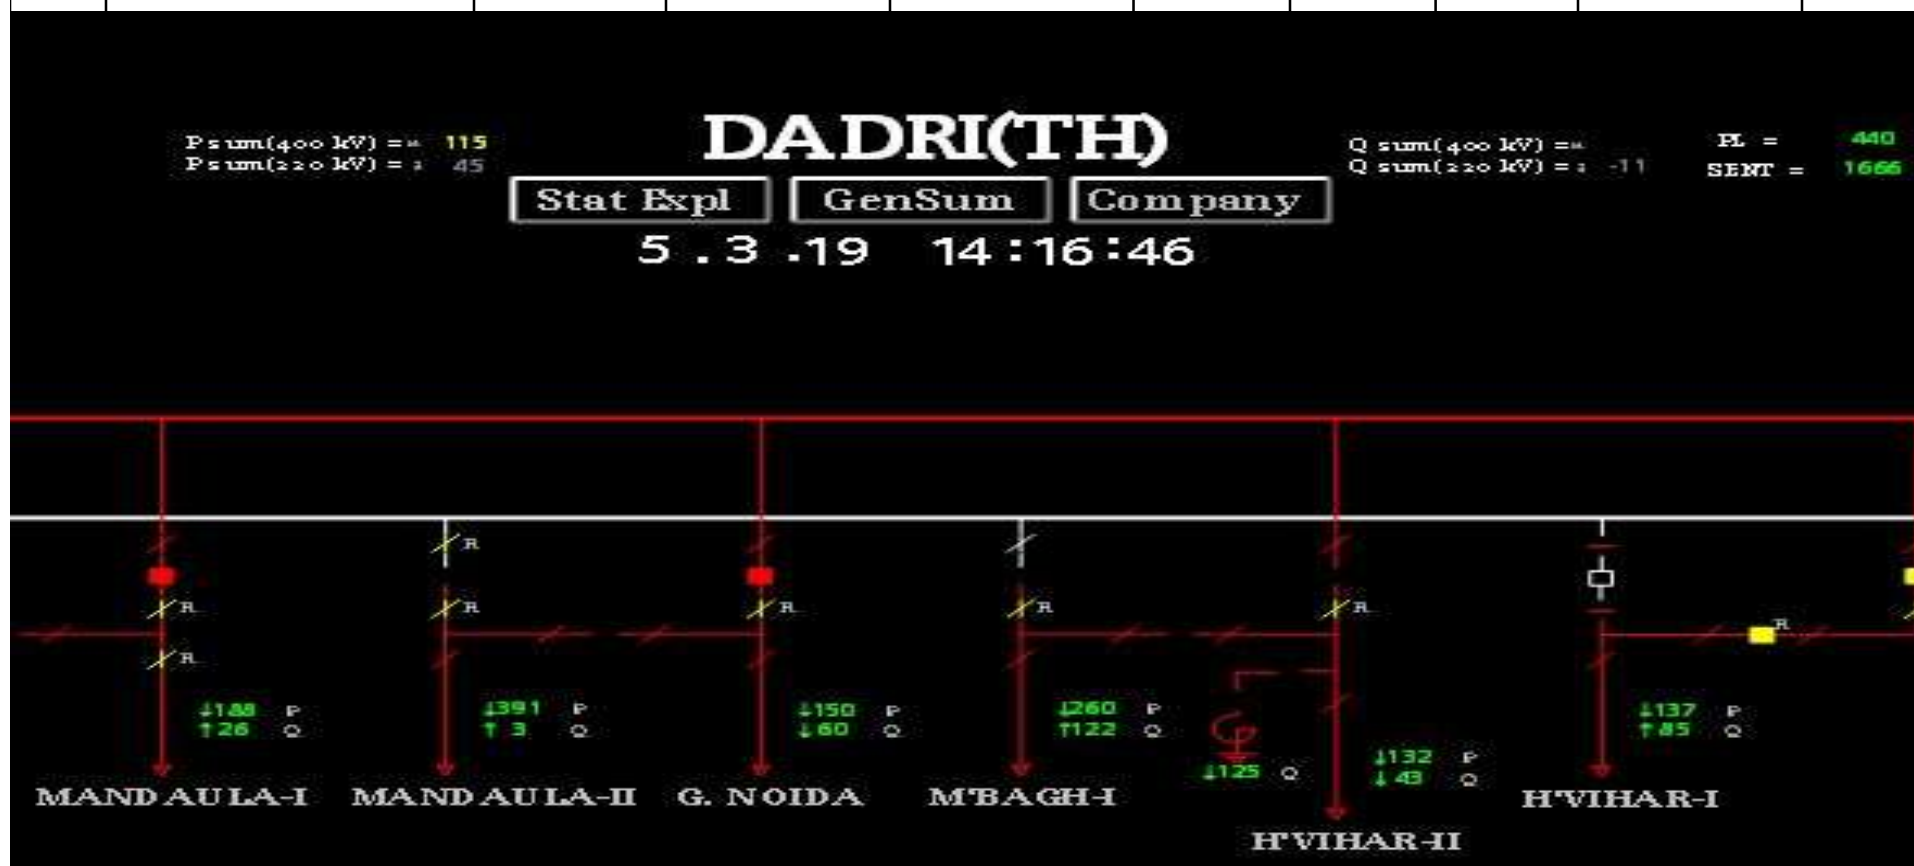 DADRI(TH)
P sum(400 kV) = 115
P sum(220 kV) = 45
Q sum(400 kV) =
Q sum(220 kV) = -11
PL = 440
SENT = 1666
Stat Expl GenSum Company
5 . 3 .19 14:16:46
R
R R R R R
R R
↓188 P
↑26 Q
↓391 P
↑ 3 Q
↓150 P
↓60 Q
↓260 P
↑122 Q
↓125 Q
↓132 P
↓ 43 Q
↓137 P
↑85 Q
MANDAULA-I MANDAULA-II G. NOIDA M'BAGH-I H'VIHAR-I
H'VIHAR-II